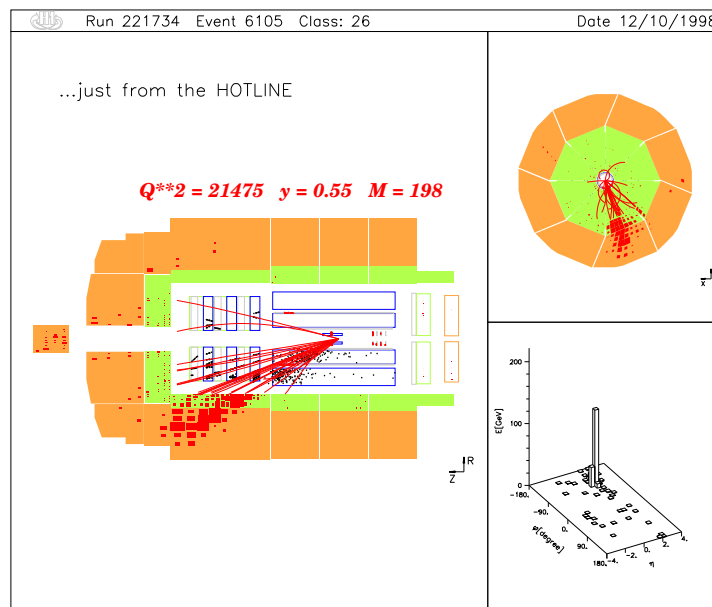 Run 221734 Event 6105 Class: 26 Date 12/10/1998
...just from the HOTLINE
Q**2 = 21475 y = 0.55 M = 198
R
Z
X
E[GeV]
200
100
0
-180.
-90.
0.
90.
180.
φ[degree]
-4.
-2.
0.
2.
4.
η